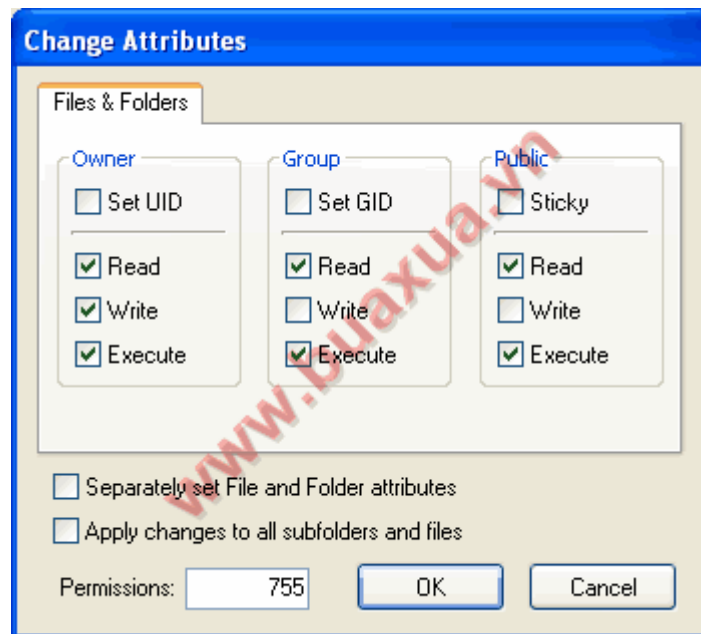 Change Attributes
Files & Folders
Owner Group Public
Set UID Set GID Sticky
Read Read Read
Write Write Write
Execute Execute Execute
www.buaxua.vn
Separately set File and Folder attributes
Apply changes to all subfolders and files
Permissions: 755 OK Cancel